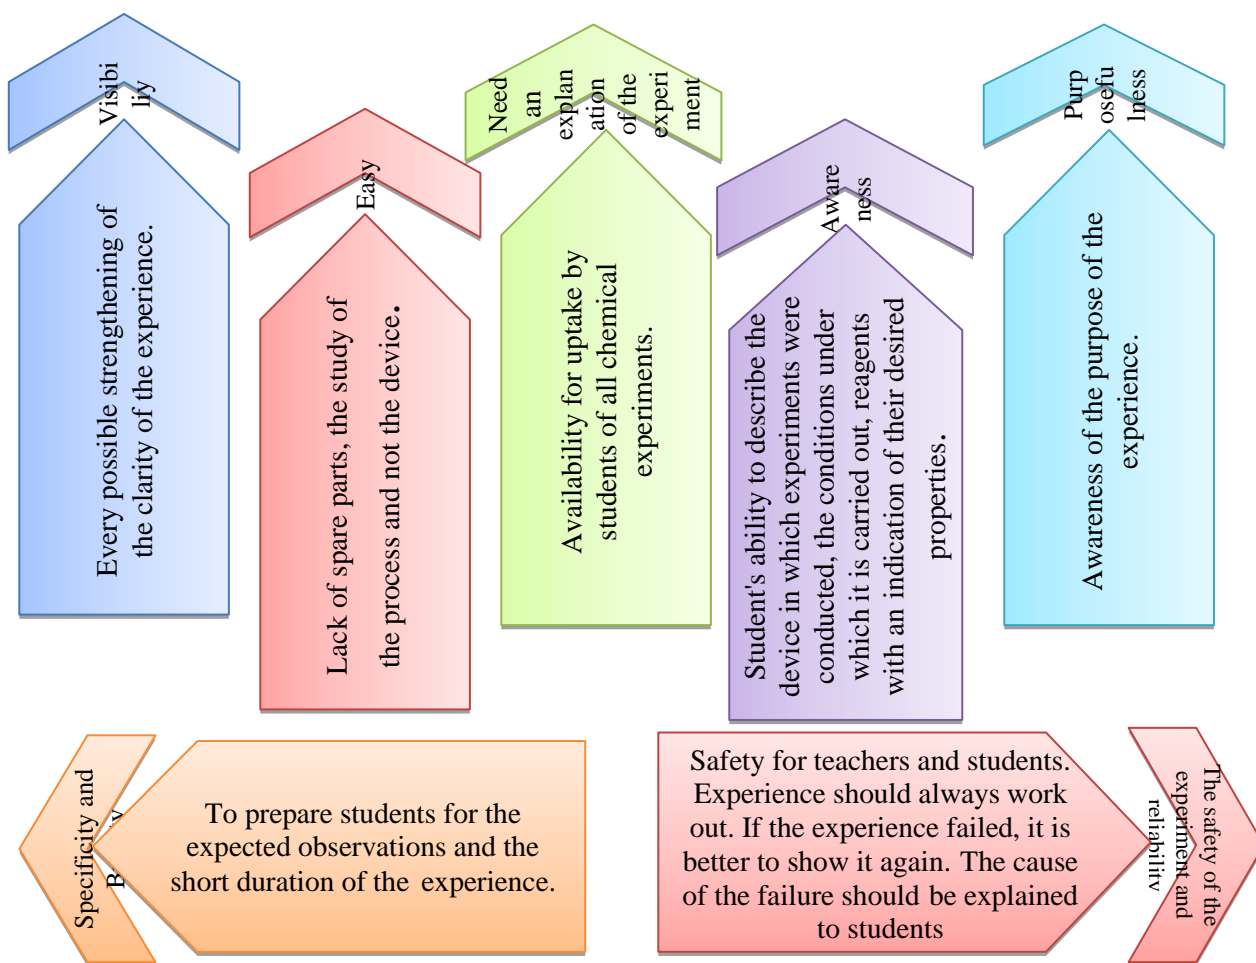 Visibi
liy
Every possible strengthening of
the clarity of the experience.
Easy
Lack of spare parts, the study of
the process and not the device.
Need
an
explan
ation
of the
experi
ment
Availability for uptake by
students of all chemical
experiments.
Aware
ness
Student's ability to describe the
device in which experiments were
conducted, the conditions under
which it is carried out, reagents
with an indication of their desired
properties.
Purp
osefu
lness
Awareness of the purpose of the
experience.
Specificity and
To prepare students for the
expected observations and the
short duration of the experience.
Safety for teachers and students.
Experience should always work
out. If the experience failed, it is
better to show it again. The cause
of the failure should be explained
to students
The safety of the
experiment and
reliability